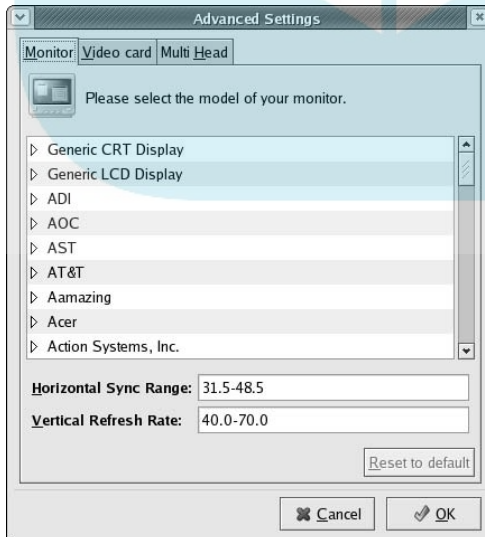 Advanced Settings
Monitor Video card Multi Head
Please select the model of your monitor.
Generic CRT Display
Generic LCD Display
ADI
AOC
AST
AT&T
Aamazing
Acer
Action Systems, Inc.
Horizontal Sync Range: 31.5-48.5
Vertical Refresh Rate: 40.0-70.0
Reset to default
Cancel OK